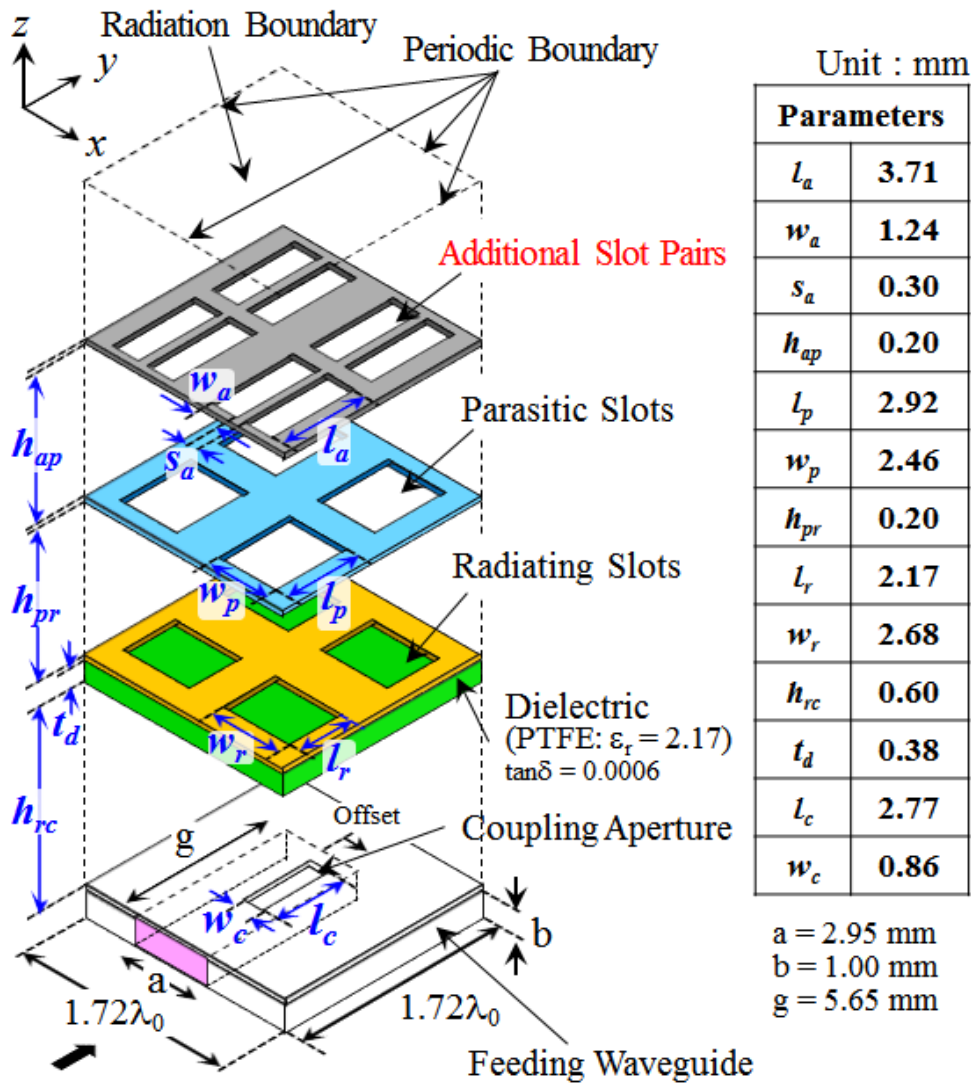 Radiation Boundary
Periodic Boundary
z
y
x
Additional Slot Pairs
w_a
s_a
l_a
h_ap
Parasitic Slots
w_p
l_p
h_pr
Radiating Slots
w_r
l_r
t_d
Dielectric
(PTFE: ε_r = 2.17)
tanδ = 0.0006
h_rc
Offset
g
Coupling Aperture
w_c
l_c
a
b
1.72λ_0
1.72λ_0
Feeding Waveguide
Unit : mm
Parameters
l_a 3.71
w_a 1.24
s_a 0.30
h_ap 0.20
l_p 2.92
w_p 2.46
h_pr 0.20
l_r 2.17
w_r 2.68
h_rc 0.60
t_d 0.38
l_c 2.77
w_c 0.86
a = 2.95 mm
b = 1.00 mm
g = 5.65 mm